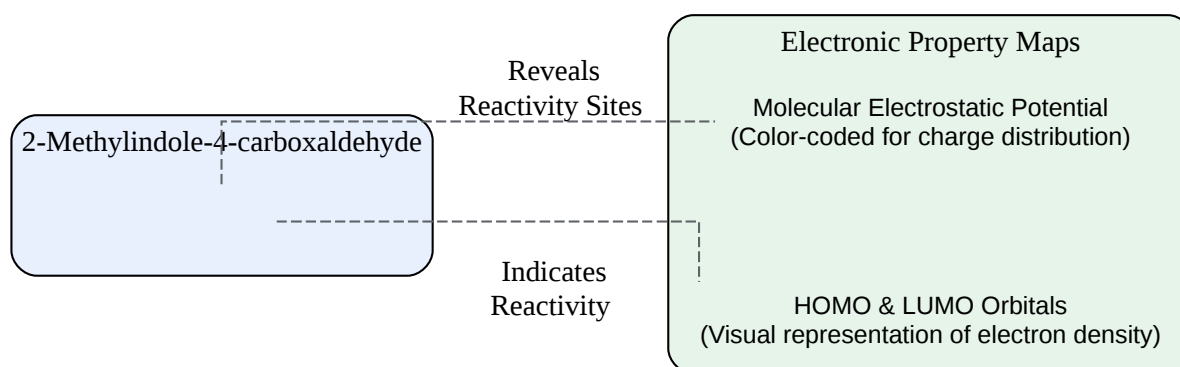 2-Methylindole-4-carboxaldehyde
Reveals
Reactivity Sites
Indicates
Reactivity
Electronic Property Maps
Molecular Electrostatic Potential
(Color-coded for charge distribution)
HOMO & LUMO Orbitals
(Visual representation of electron density)